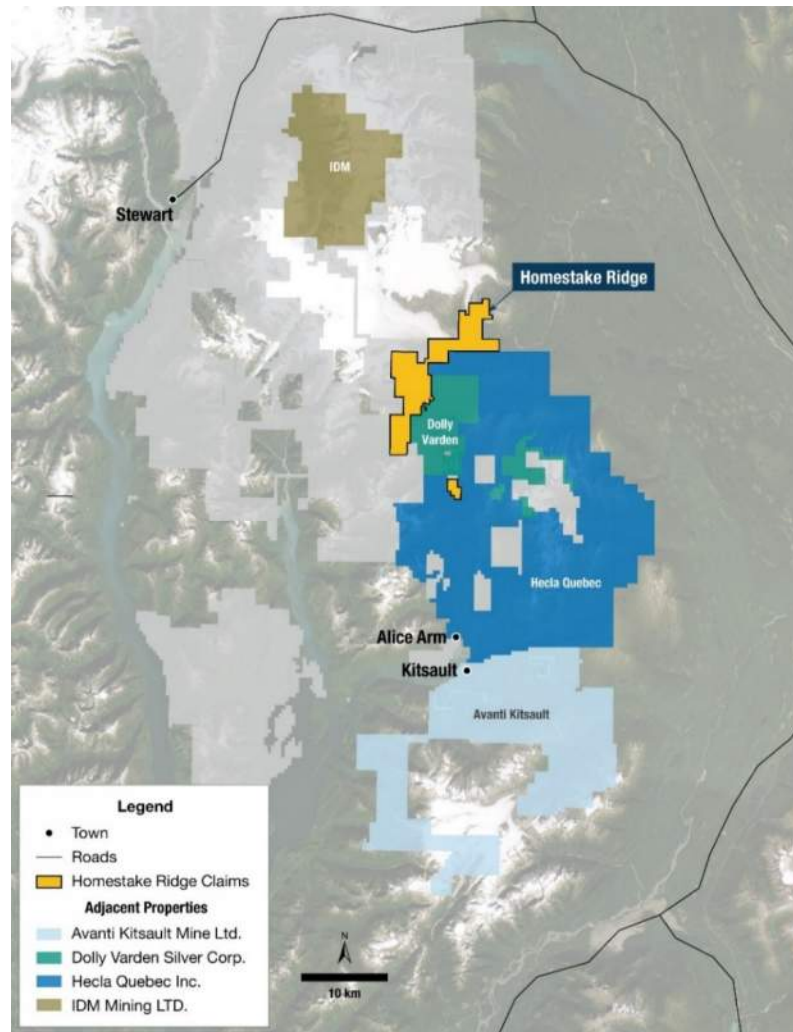 IDM
Stewart
Homestake Ridge
Dolly
Varden
Hecla Quebec
Alice Arm
Kitsault
Avanti Kitsault
Legend
Town
Roads
Homestake Ridge Claims
Adjacent Properties
Avanti Kitsault Mine Ltd.
Dolly Varden Silver Corp.
Hecla Quebec Inc.
IDM Mining LTD.
N
10 km